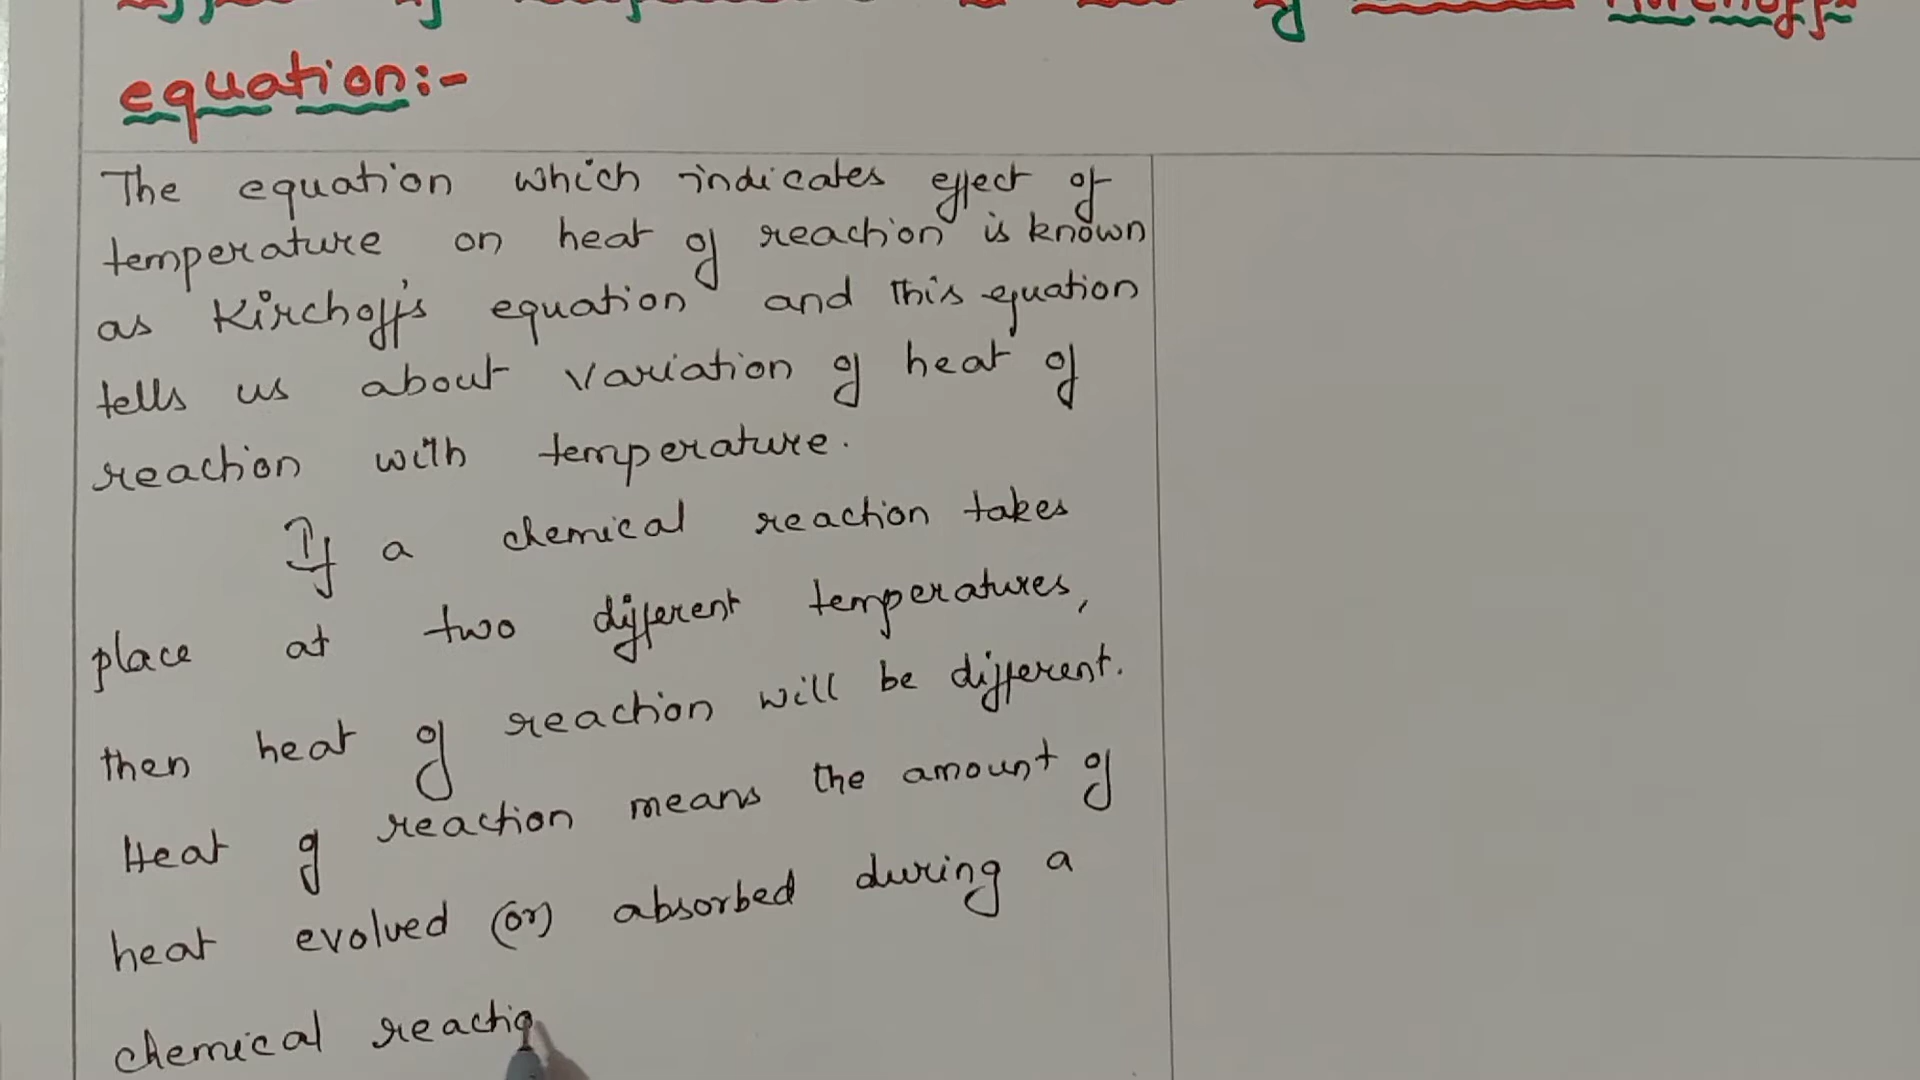 equation:-
The equation which indicates effect of
temperature on heat of reaction is known
as Kirchoff's equation and this equation
tells us about variation of heat of
reaction with temperature.
If a chemical reaction takes
place at two different temperatures,
then heat of reaction will be different.
Heat of reaction means the amount of
heat evolved (or) absorbed during a
chemical reactio